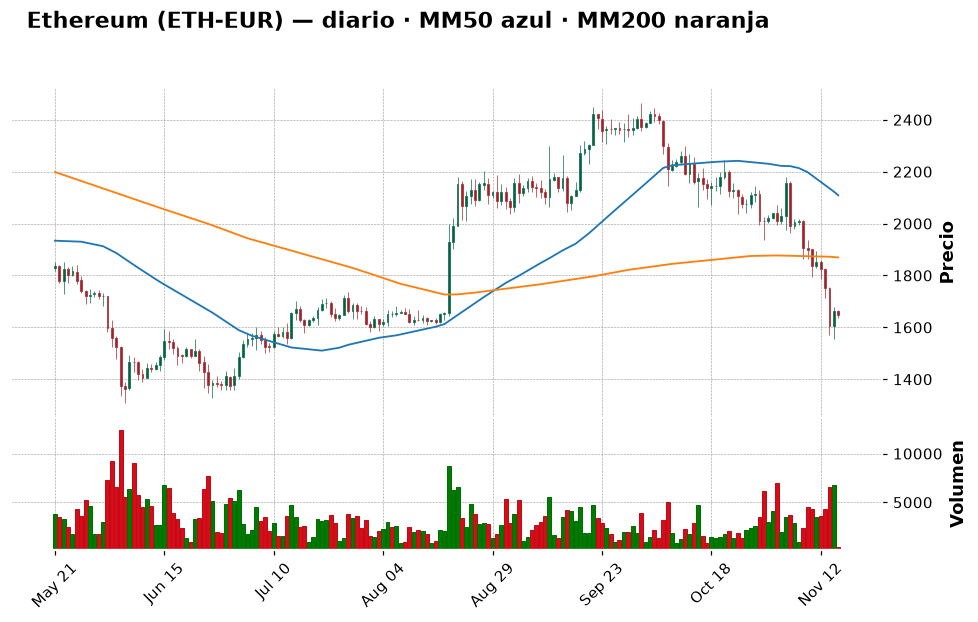 Ethereum (ETH-EUR) — diario · MM50 azul · MM200 naranja
2400
2200
2000
1800
1600
1400
Precio
10000
5000
Volumen
May 21
Jun 15
Jul 10
Aug 04
Aug 29
Sep 23
Oct 18
Nov 12